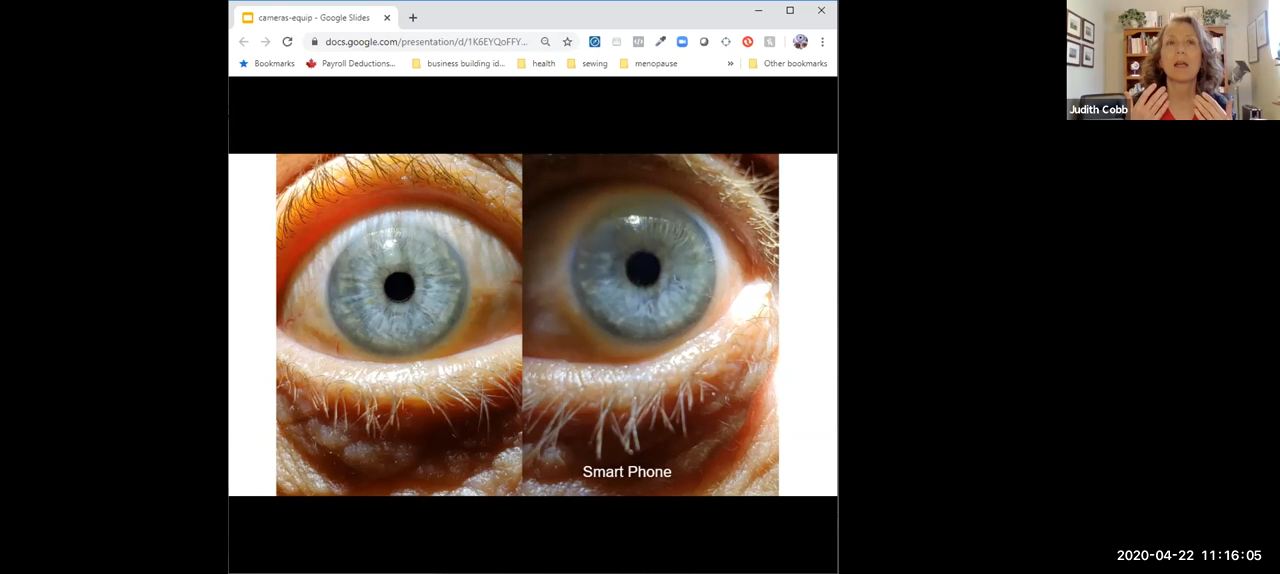 cameras-equip - Google Slides
docs.google.com/presentation/d/1K6EYQoFFY...
Bookmarks Payroll Deductions... business building id... health sewing menopause » Other bookmarks
Judith Cobb
Smart Phone
2020-04-22 11:16:05